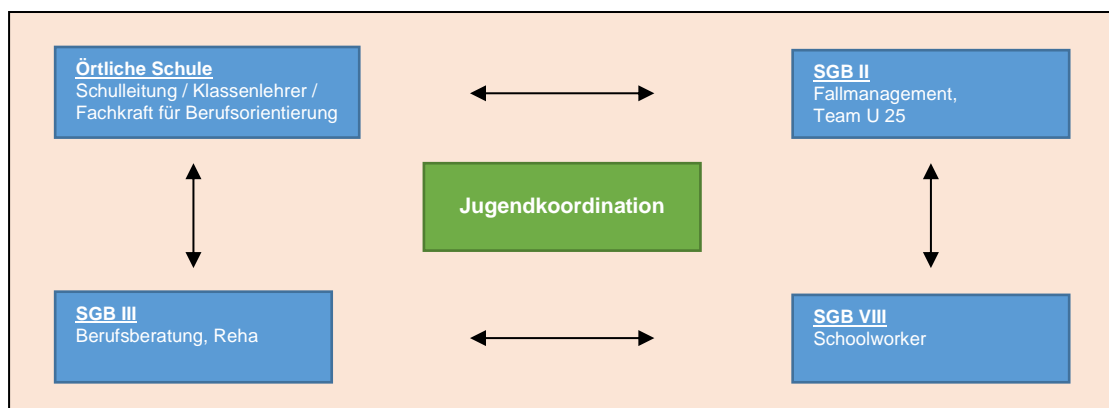 Örtliche Schule
Schulleitung / Klassenlehrer /
Fachkraft für Berufsorientierung
SGB II
Fallmanagement,
Team U 25
Jugendkoordination
SGB III
Berufsberatung, Reha
SGB VIII
Schoolworker